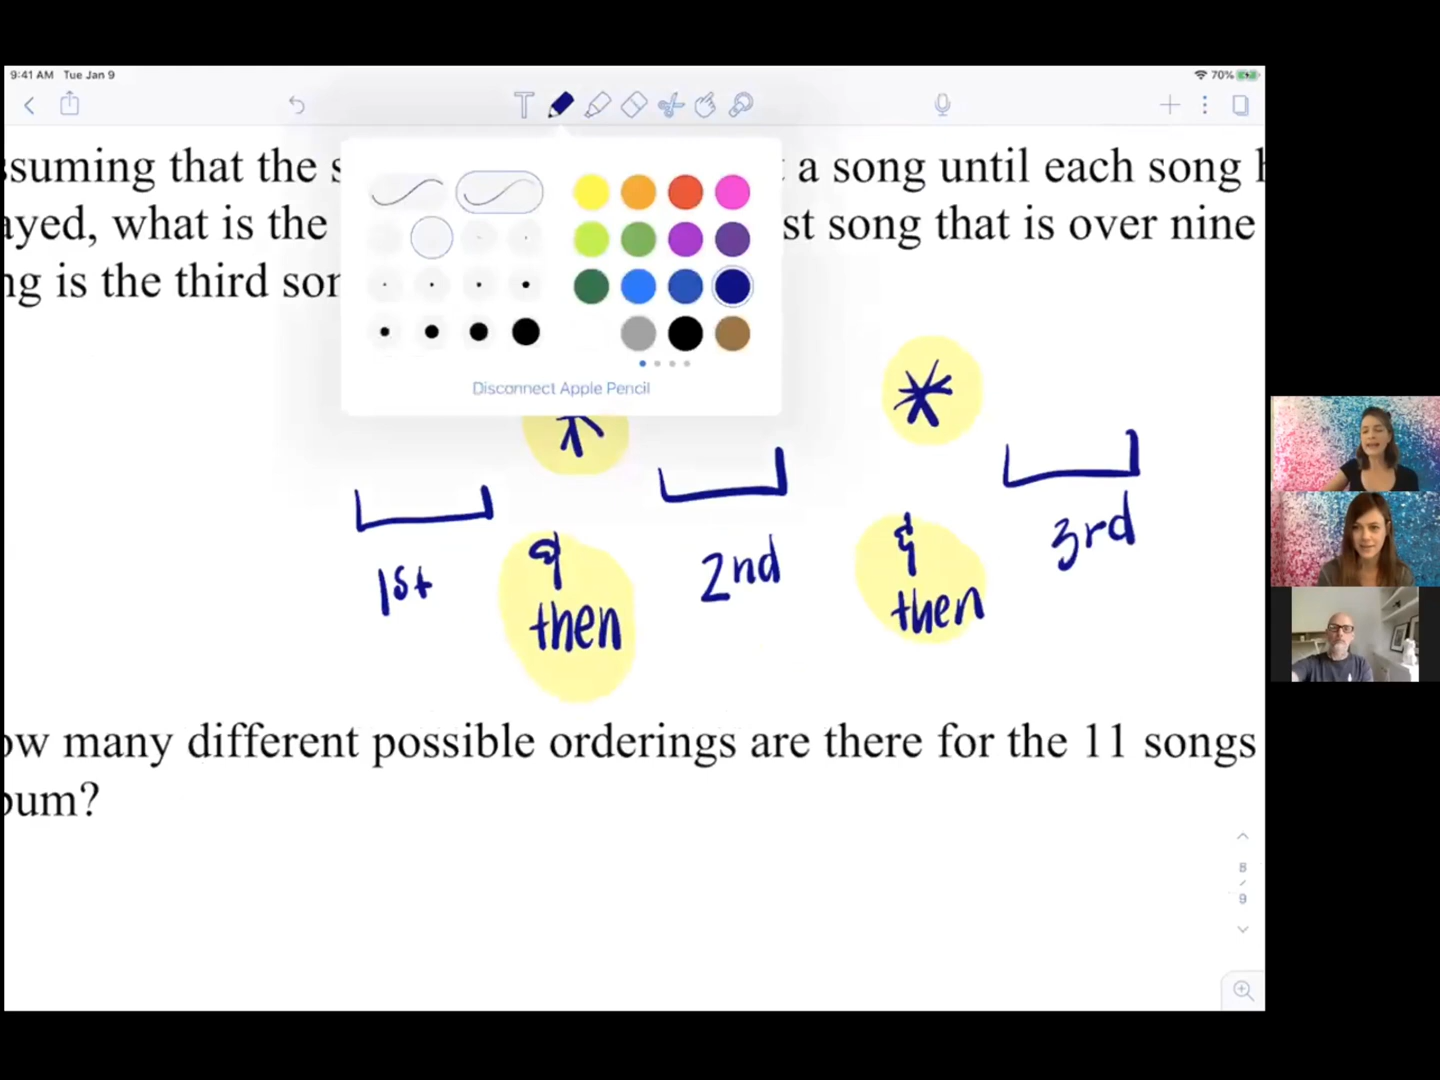 9:41 AM Tue Jan 9
70%
ssuming that the s
a song until each song h
ayed, what is the
st song that is over nine
ng is the third son
Disconnect Apple Pencil
1st
&
then
2nd
&
then
3rd
ow many different possible orderings are there for the 11 songs
bum?
8
/
9